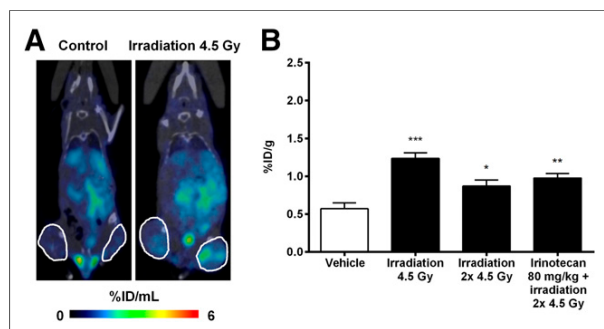 A
Control
Irradiation 4.5 Gy
%ID/mL
0
6
B
%ID/g
2.5
2.0
1.5
1.0
0.5
0.0
***
*
**
Vehicle
Irradiation
4.5 Gy
Irradiation
2x 4.5 Gy
Irinotecan
80 mg/kg +
irradiation
2x 4.5 Gy